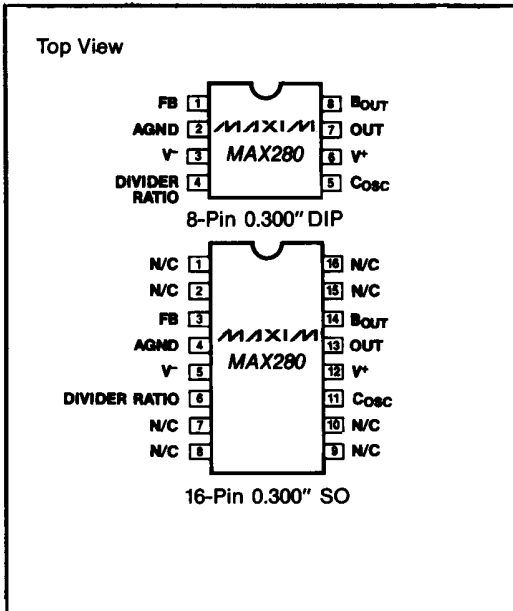 Top View
FB 1
AGND 2
V⁻ 3
DIVIDER RATIO 4
MAXIM
MAX280
8 BOUT
7 OUT
6 V⁺
5 COSC
8-Pin 0.300" DIP
N/C 1
N/C 2
FB 3
AGND 4
V⁻ 5
DIVIDER RATIO 6
N/C 7
N/C 8
MAXIM
MAX280
16 N/C
15 N/C
14 BOUT
13 OUT
12 V⁺
11 COSC
10 N/C
9 N/C
16-Pin 0.300" SO